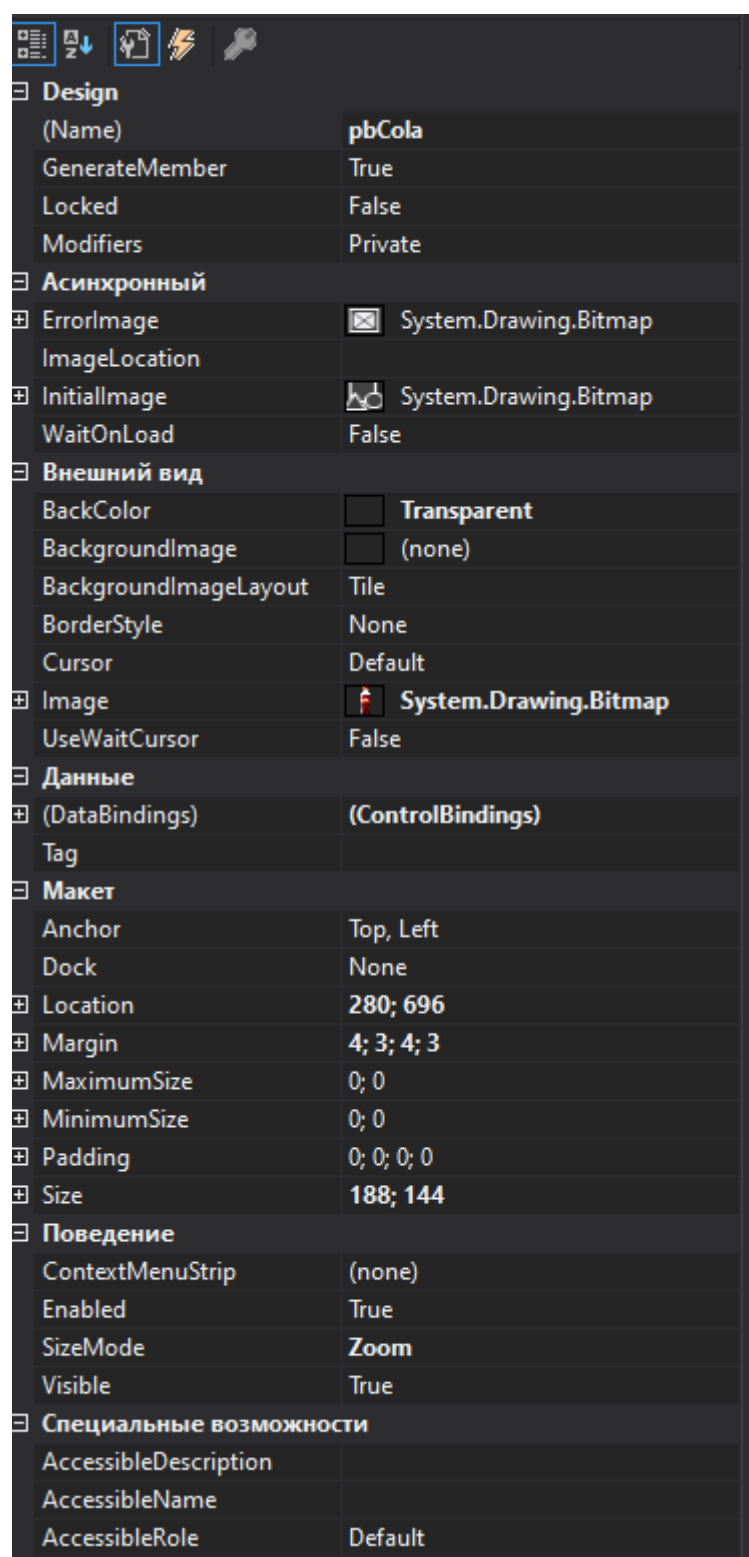 Design
(Name) pbCola
GenerateMember True
Locked False
Modifiers Private
Асинхронный
ErrorImage System.Drawing.Bitmap
ImageLocation
InitialImage System.Drawing.Bitmap
WaitOnLoad False
Внешний вид
BackColor Transparent
BackgroundImage (none)
BackgroundImageLayout Tile
BorderStyle None
Cursor Default
Image System.Drawing.Bitmap
UseWaitCursor False
Данные
(DataBindings) (ControlBindings)
Tag
Макет
Anchor Top, Left
Dock None
Location 280; 696
Margin 4; 3; 4; 3
MaximumSize 0; 0
MinimumSize 0; 0
Padding 0; 0; 0; 0
Size 188; 144
Поведение
ContextMenuStrip (none)
Enabled True
SizeMode Zoom
Visible True
Специальные возможности
AccessibleDescription
AccessibleName
AccessibleRole Default